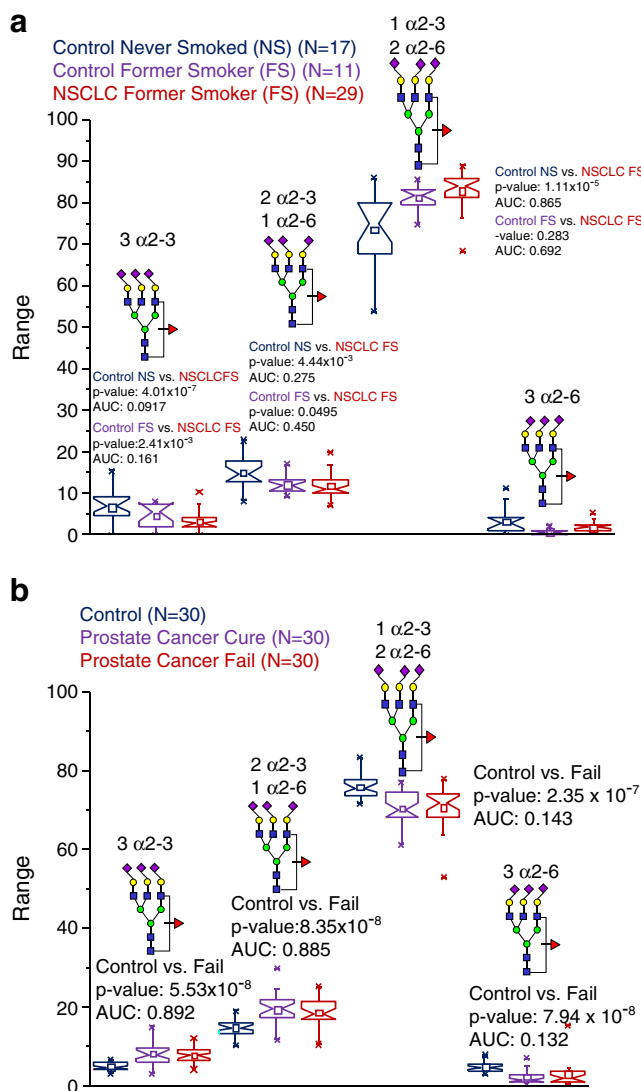 a
Control Never Smoked (NS) (N=17)
Control Former Smoker (FS) (N=11)
NSCLC Former Smoker (FS) (N=29)
1 α2-3
2 α2-6
100
90
80
70
60
50
40
30
20
10
0
Range
3 α2-3
2 α2-3
1 α2-6
3 α2-6
Control NS vs. NSCLCFS
p-value: 4.01x10⁻⁷
AUC: 0.0917
Control FS vs. NSCLC FS
p-value:2.41x10⁻³
AUC: 0.161
Control NS vs. NSCLC FS
p-value: 4.44x10⁻³
AUC: 0.275
Control FS vs. NSCLC FS
p-value: 0.0495
AUC: 0.450
Control NS vs. NSCLC FS
p-value: 1.11x10⁻⁵
AUC: 0.865
Control FS vs. NSCLC FS
-value: 0.283
AUC: 0.692
b
Control (N=30)
Prostate Cancer Cure (N=30)
Prostate Cancer Fail (N=30)
1 α2-3
2 α2-6
100
80
60
40
20
0
Range
3 α2-3
2 α2-3
1 α2-6
3 α2-6
Control vs. Fail
p-value: 5.53x10⁻⁸
AUC: 0.892
Control vs. Fail
p-value:8.35x10⁻⁸
AUC: 0.885
Control vs. Fail
p-value: 2.35 x 10⁻⁷
AUC: 0.143
Control vs. Fail
p-value: 7.94 x 10⁻⁸
AUC: 0.132